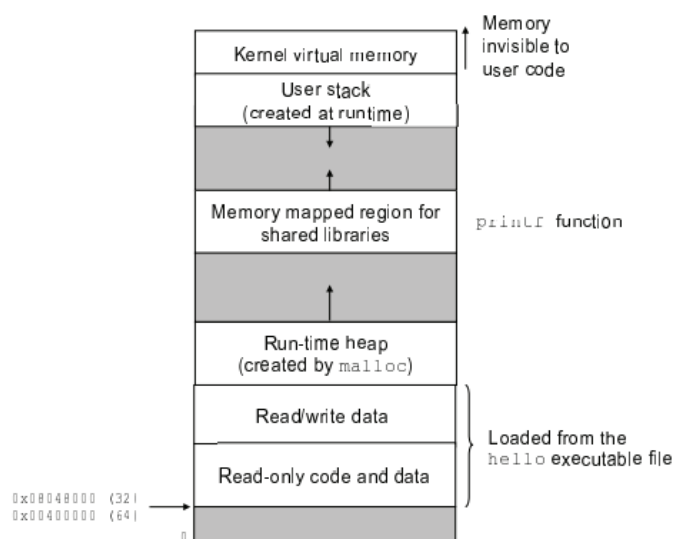 Memory
invisible to
user code
Kernel virtual memory
User stack
(created at runtime)
Memory mapped region for
shared libraries
printf function
Run-time heap
(created by malloc)
Read/write data
Loaded from the
hello executable file
Read-only code and data
0x08048000 (32)
0x00400000 (64)
0